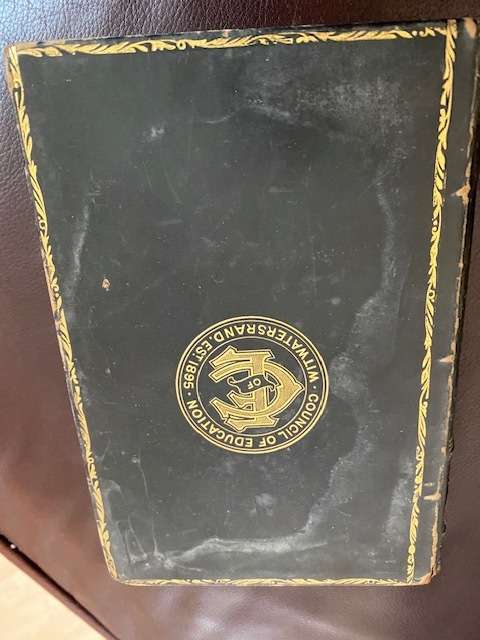 COUNCIL OF EDUCATION
WITWATERSRAND. EST. 1895
OF